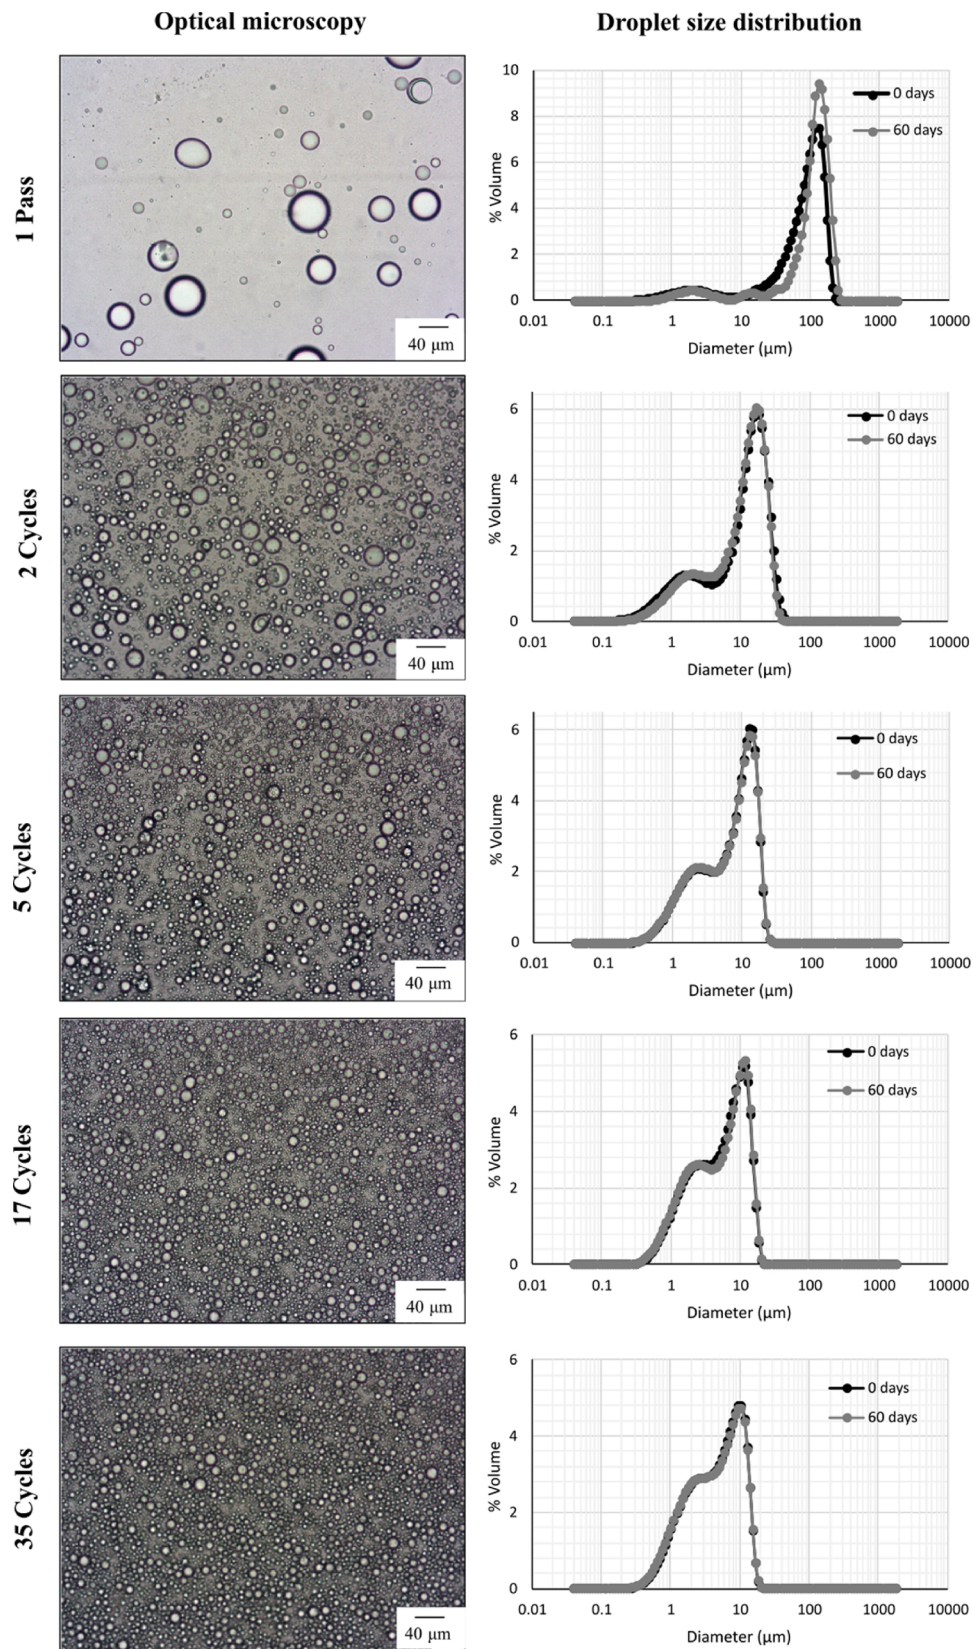 Optical microscopy
Droplet size distribution
1 Pass
40 μm
% Volume
10
8
6
4
2
0
0.01 0.1 1 10 100 1000 10000
Diameter (μm)
0 days
60 days
2 Cycles
40 μm
% Volume
6
4
2
0
0.01 0.1 1 10 100 1000 10000
Diameter (μm)
0 days
60 days
5 Cycles
40 μm
% Volume
6
4
2
0
0.01 0.1 1 10 100 1000 10000
Diameter (μm)
0 days
60 days
17 Cycles
40 μm
% Volume
6
4
2
0
0.01 0.1 1 10 100 1000 10000
Diameter (μm)
0 days
60 days
35 Cycles
40 μm
% Volume
6
4
2
0
0.01 0.1 1 10 100 1000 10000
Diameter (μm)
0 days
60 days